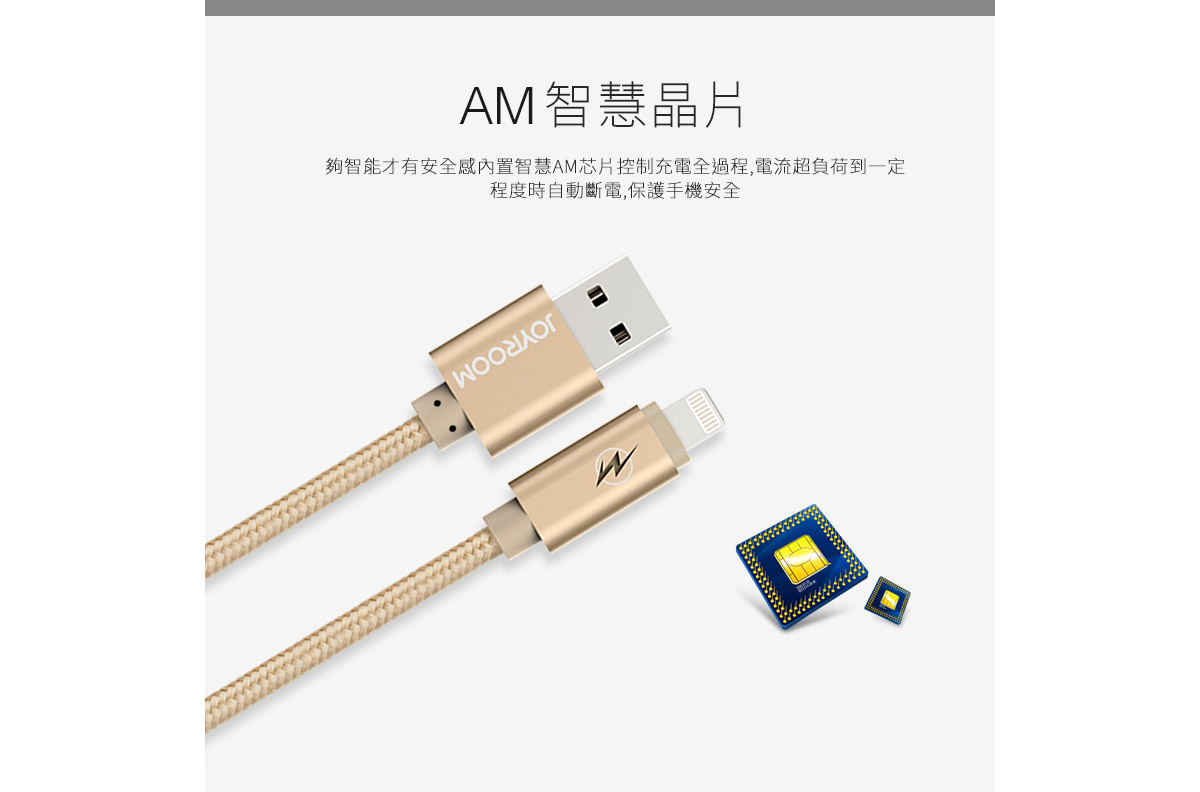 AM智慧晶片
夠智能才有安全感內置智慧AM芯片控制充電全過程,電流超負荷到一定
程度時自動斷電,保護手機安全
JOYROOM